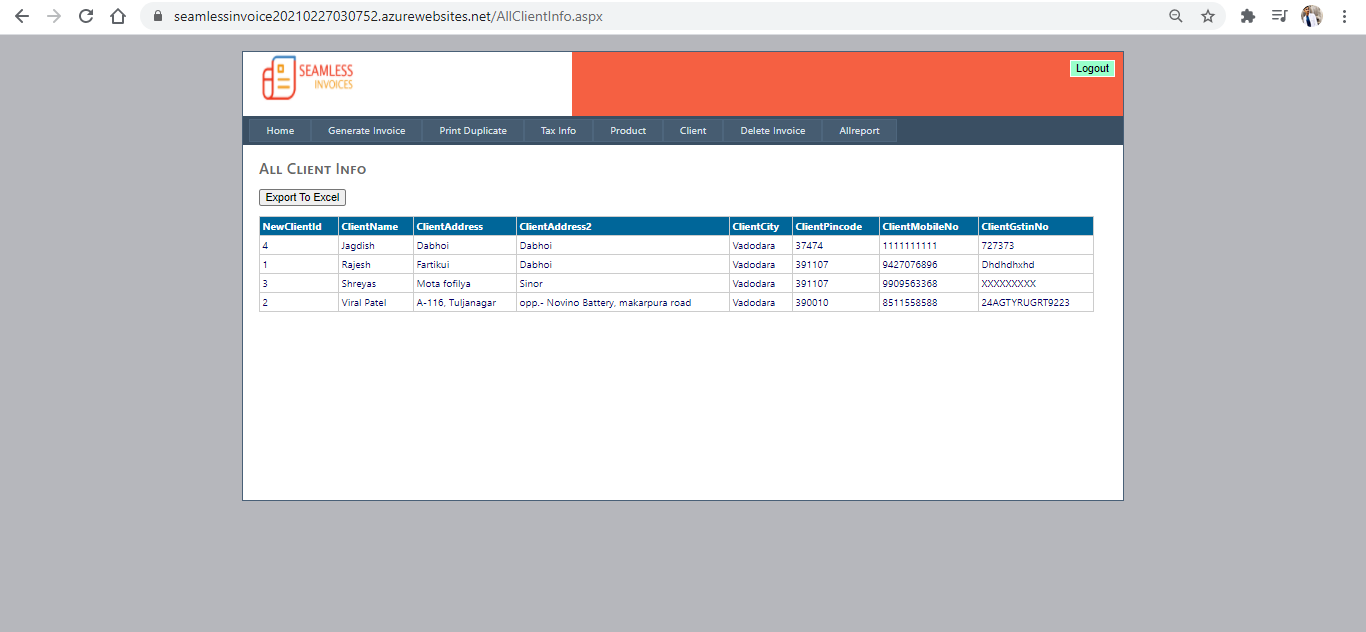 seamlessinvoice20210227030752.azurewebsites.net/AllClientInfo.aspx
SEAMLESS
INVOICES
Logout
Home Generate Invoice Print Duplicate Tax Info Product Client Delete Invoice Allreport
All Client Info
Export To Excel
NewClientId ClientName ClientAddress ClientAddress2 ClientCity ClientPincode ClientMobileNo ClientGstinNo
4 Jagdish Dabhoi Dabhoi Vadodara 37474 1111111111 727373
1 Rajesh Fartikui Dabhoi Vadodara 391107 9427076896 Dhdhdhxhd
3 Shreyas Mota fofilya Sinor Vadodara 391107 9909563368 XXXXXXXXX
2 Viral Patel A-116, Tuljanagar opp.- Novino Battery, makarpura road Vadodara 390010 8511558588 24AGTYRUGRT9223